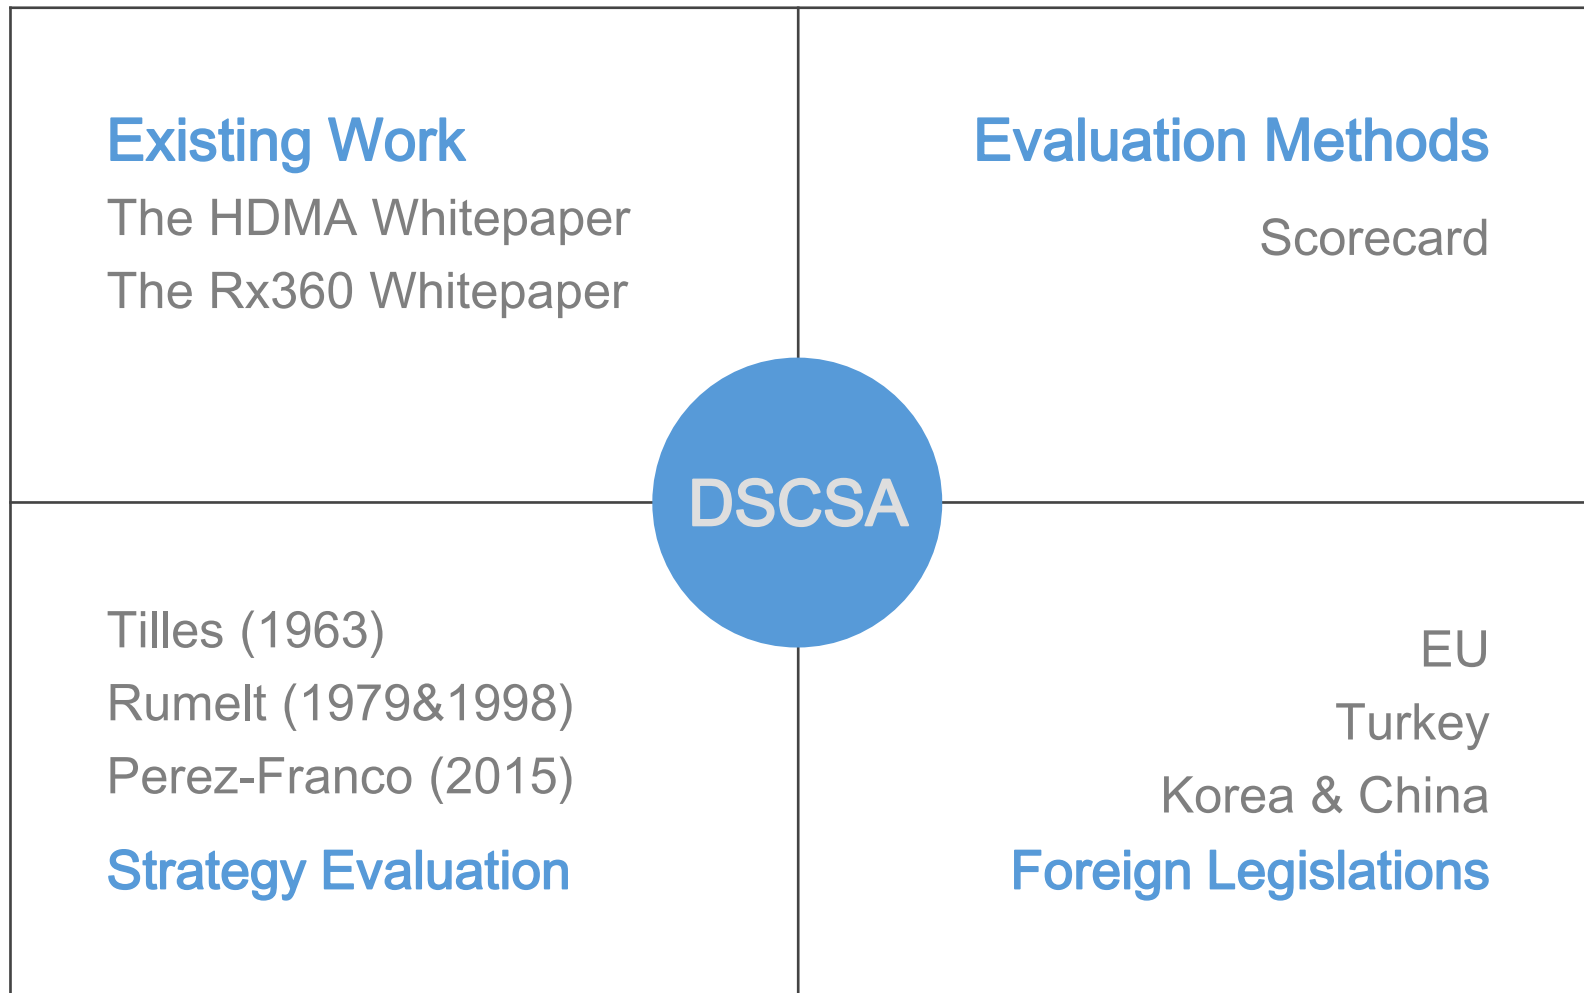 Existing Work
The HDMA Whitepaper
The Rx360 Whitepaper
Evaluation Methods
Scorecard
DSCSA
Tilles (1963)
Rumelt (1979&1998)
Perez-Franco (2015)
Strategy Evaluation
EU
Turkey
Korea & China
Foreign Legislations